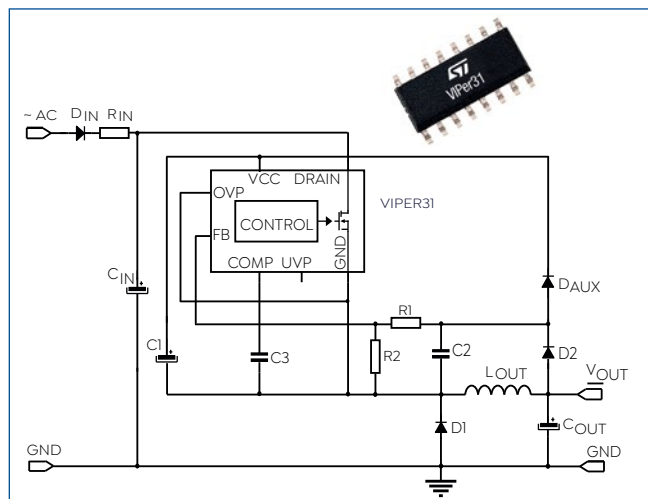 ST
VIPer31
~ AC
DIN
RIN
VCC
DRAIN
OVP
VIPER31
CONTROL
FB
GND
COMP
UVP
CIN
DAUX
R1
C1
C3
R2
C2
D2
LOUT
VOUT
D1
COUT
GND
GND